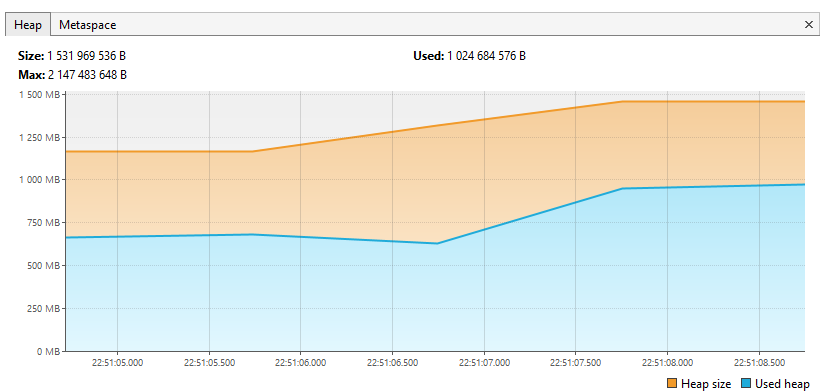 Heap Metaspace ×
Size: 1 531 969 536 B Used: 1 024 684 576 B
Max: 2 147 483 648 B
1 500 MB
1 250 MB
1 000 MB
750 MB
500 MB
250 MB
0 MB
22:51:05.000 22:51:05.500 22:51:06.000 22:51:06.500 22:51:07.000 22:51:07.500 22:51:08.000 22:51:08.500
Heap size Used heap